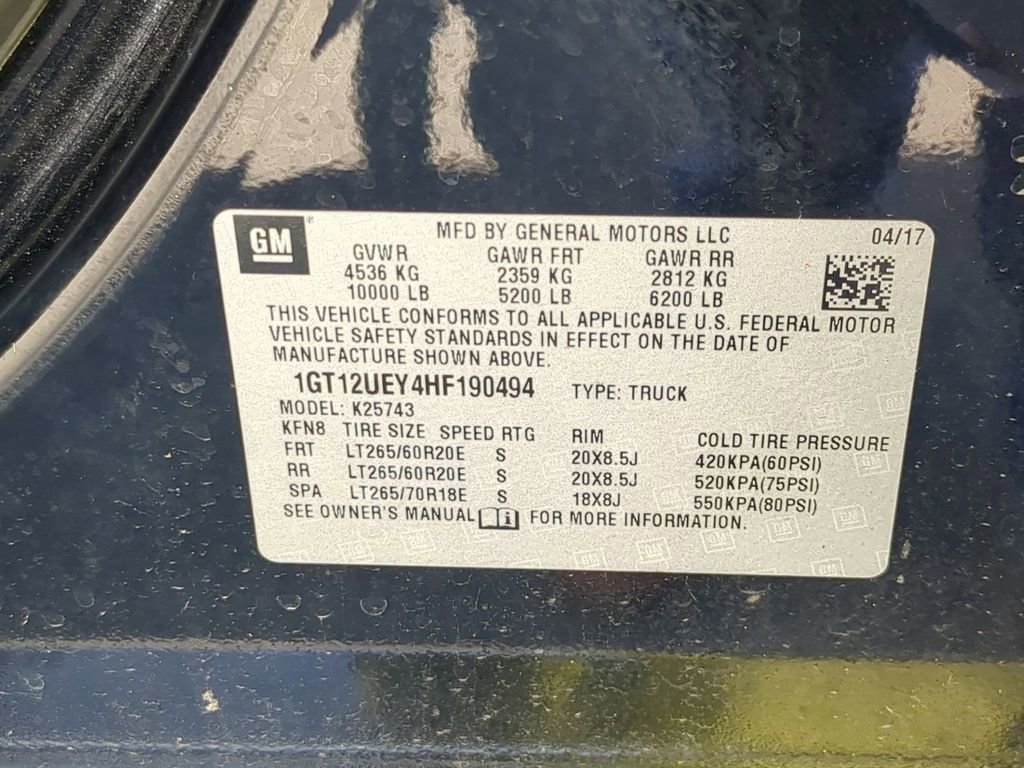 GM®
MFD BY GENERAL MOTORS LLC 04/17
GVWR GAWR FRT GAWR RR
4536 KG 2359 KG 2812 KG
10000 LB 5200 LB 6200 LB
THIS VEHICLE CONFORMS TO ALL APPLICABLE U.S. FEDERAL MOTOR
VEHICLE SAFETY STANDARDS IN EFFECT ON THE DATE OF
MANUFACTURE SHOWN ABOVE.
1GT12UEY4HF190494 TYPE: TRUCK
MODEL: K25743
KFN8 TIRE SIZE SPEED RTG RIM COLD TIRE PRESSURE
FRT LT265/60R20E S 20X8.5J 420KPA(60PSI)
RR LT265/60R20E S 20X8.5J 520KPA(75PSI)
SPA LT265/70R18E S 18X8J 550KPA(80PSI)
SEE OWNER'S MANUAL FOR MORE INFORMATION.